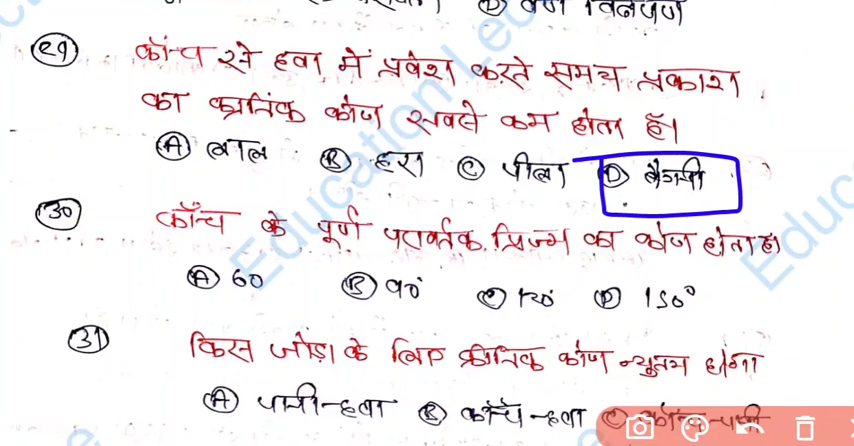 (29) काँच से हवा में प्रवेश करते समय प्रकाश
का क्रांतिक कोण सबसे कम होता है।
(A) लाल (B) हरा (C) पीला (D) बैगनी
(30) काँच के पूर्ण परावर्तक प्रिज्म का कोण होता है।
(A) 60 (B) 90° (C) 120° (D) 150°
(31) किस जोड़ा के लिए क्रांतिक कोण न्युनतम होगा
(A) पानी-हवा (B) काँच-हवा (C) काँच-पानी